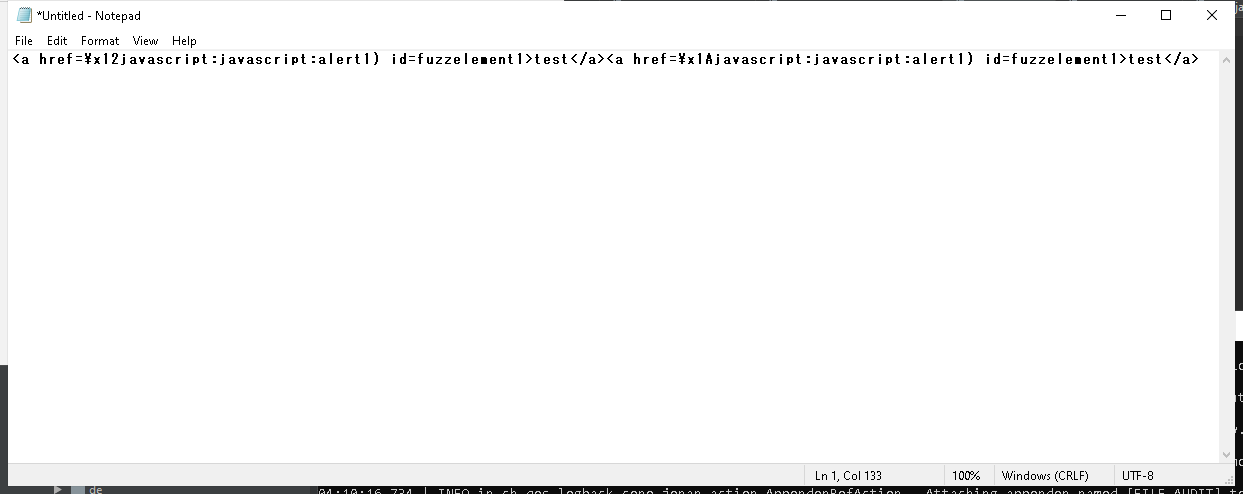 *Untitled - Notepad
File Edit Format View Help
<a href=¥x12javascript:javascript:alert1) id=fuzzelement1>test</a><a href=¥x1Ajavascript:javascript:alert1) id=fuzzelement1>test</a>
Ln 1, Col 133 100% Windows (CRLF) UTF-8
de 04:10:16.734 | INFO in ch.qos.logback.core.joran.action.AppenderRefAction - Attaching appender named [FILE_AUDIT] t